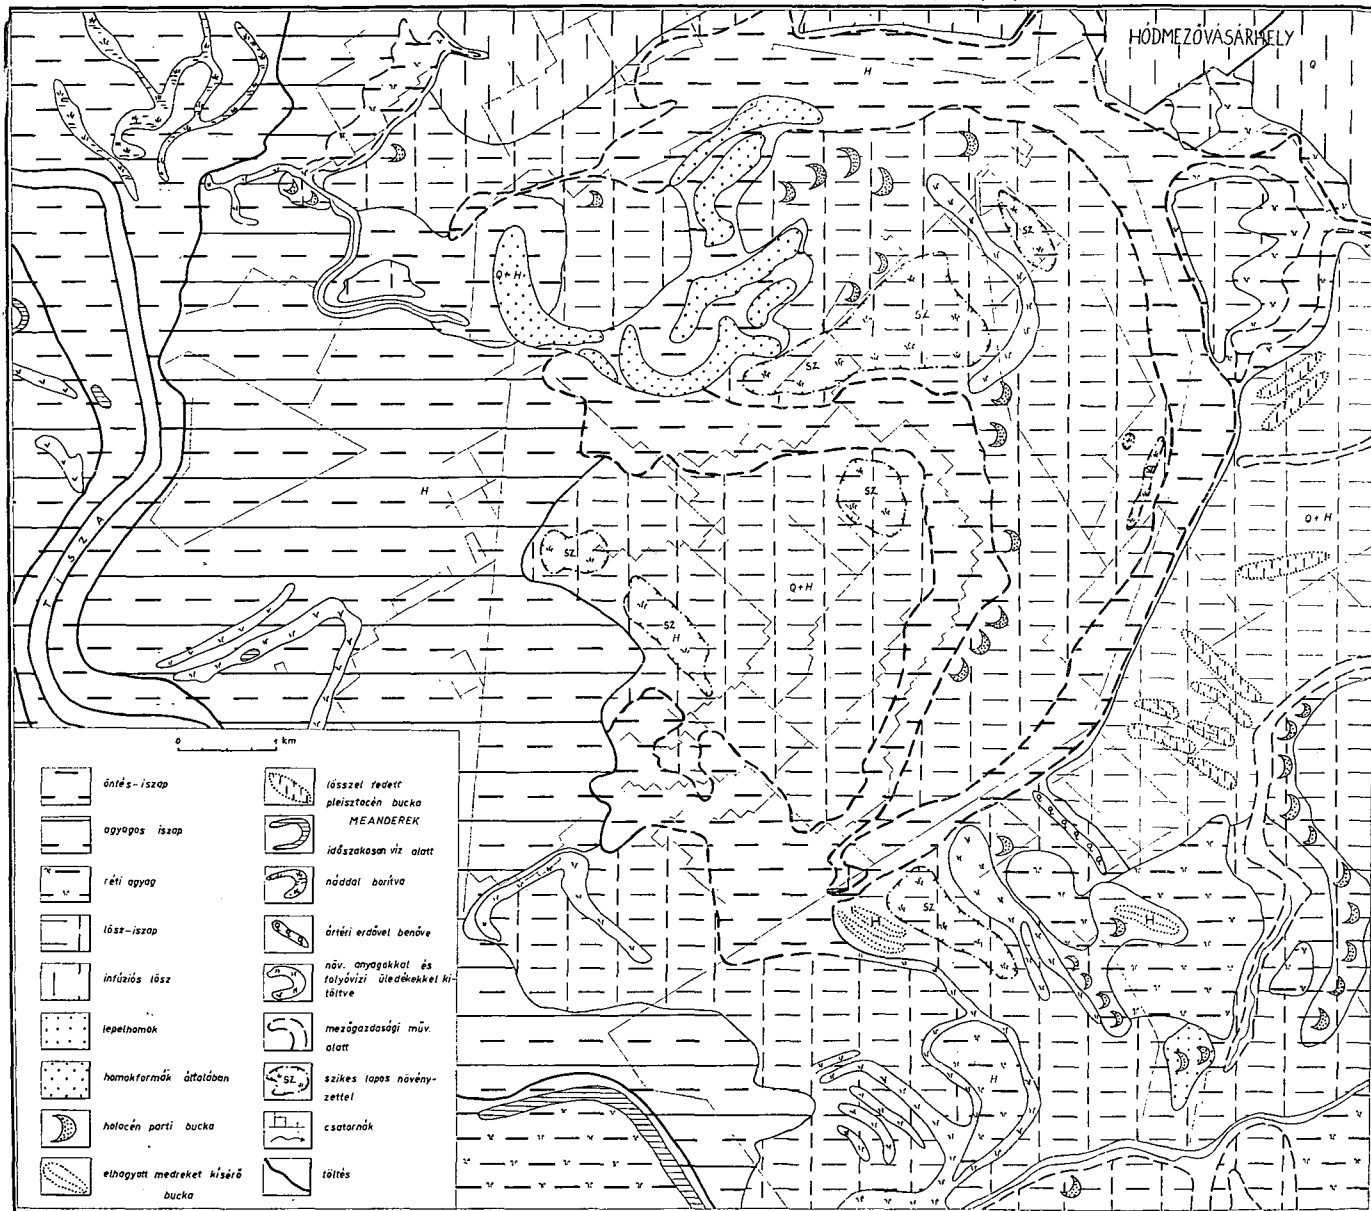 HÓDMEZŐVÁSÁRHELY
H
Q
SZ
Q+H
SZ
SZ
H
SZ
Q+H
SZ
Q+H
SZ
H
TISZA
SZ
H
H
H
0 km
öntés-iszap
agyagos iszap
réti agyag
lösz-iszap
infúziós lösz
lepelhomok
homokformák általában
holocén parti bucka
elhagyott medreket kísérő
bucka
lösszel fedett
pleisztocén bucka
MEANDEREK
időszakosan víz alatt
náddal borítva
ártéri erdővel benőve
növ. anyagokkal és
folyóvízi üledékekkel ki-
töltve
mezőgazdasági műv.
alatt
SZ
szikes lapos növény-
zettel
csatornák
töltés